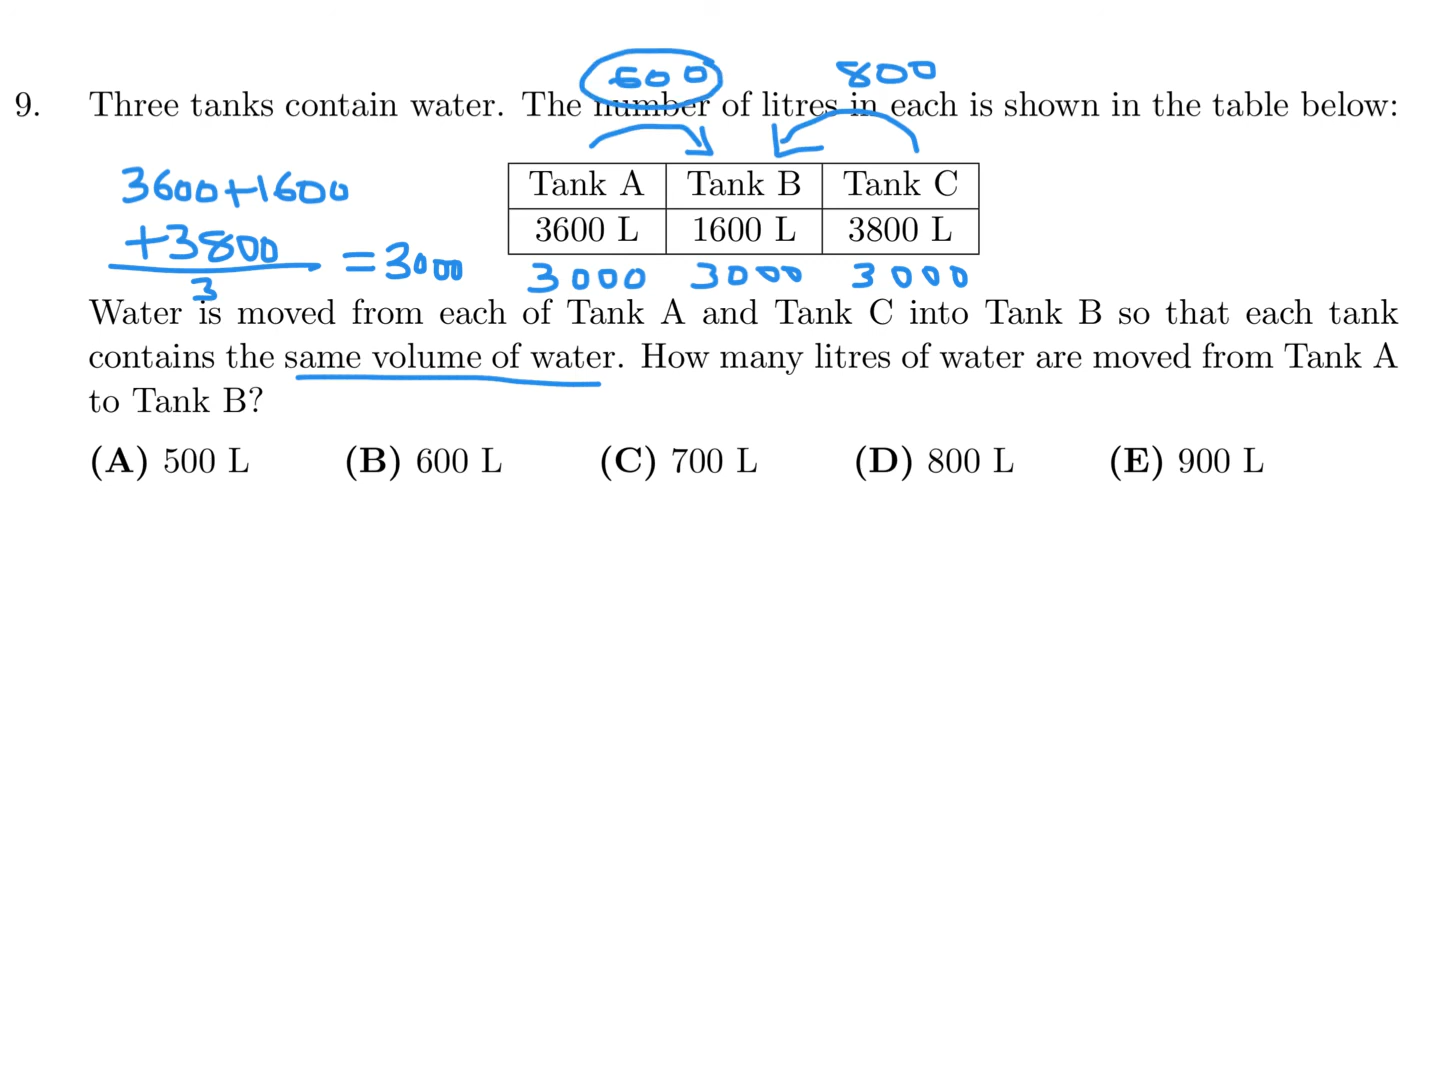 600 800
9. Three tanks contain water. The number of litres in each is shown in the table below:
3600+1600
+3800
3
= 3000
Tank A Tank B Tank C
3600 L 1600 L 3800 L
3000 3000 3000
Water is moved from each of Tank A and Tank C into Tank B so that each tank
contains the same volume of water. How many litres of water are moved from Tank A
to Tank B?
(A) 500 L (B) 600 L (C) 700 L (D) 800 L (E) 900 L